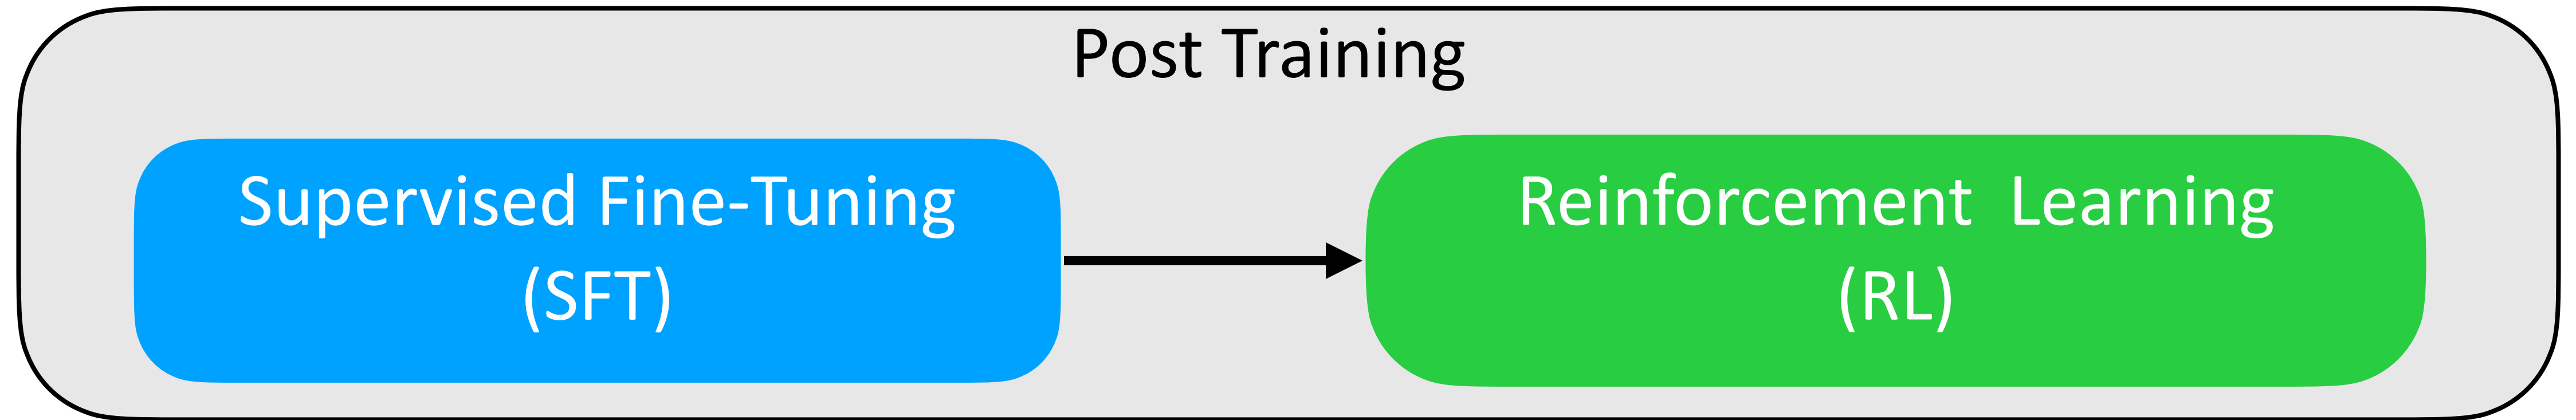 Post Training
Supervised Fine-Tuning
(SFT)
Reinforcement Learning
(RL)